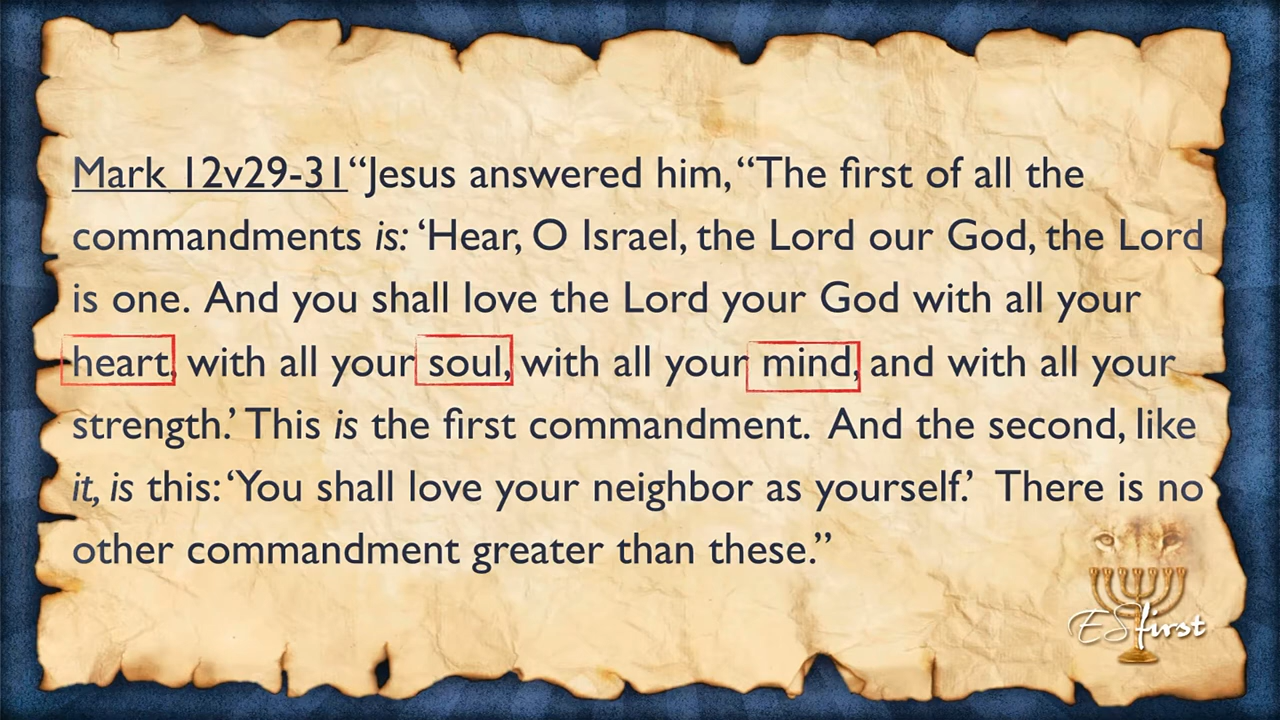 Mark 12v29-31“Jesus answered him, “The first of all the
commandments is: ‘Hear, O Israel, the Lord our God, the Lord
is one. And you shall love the Lord your God with all your
heart, with all your soul, with all your mind, and with all your
strength.’ This is the first commandment. And the second, like
it, is this: ‘You shall love your neighbor as yourself.’ There is no
other commandment greater than these.”
ESfirst